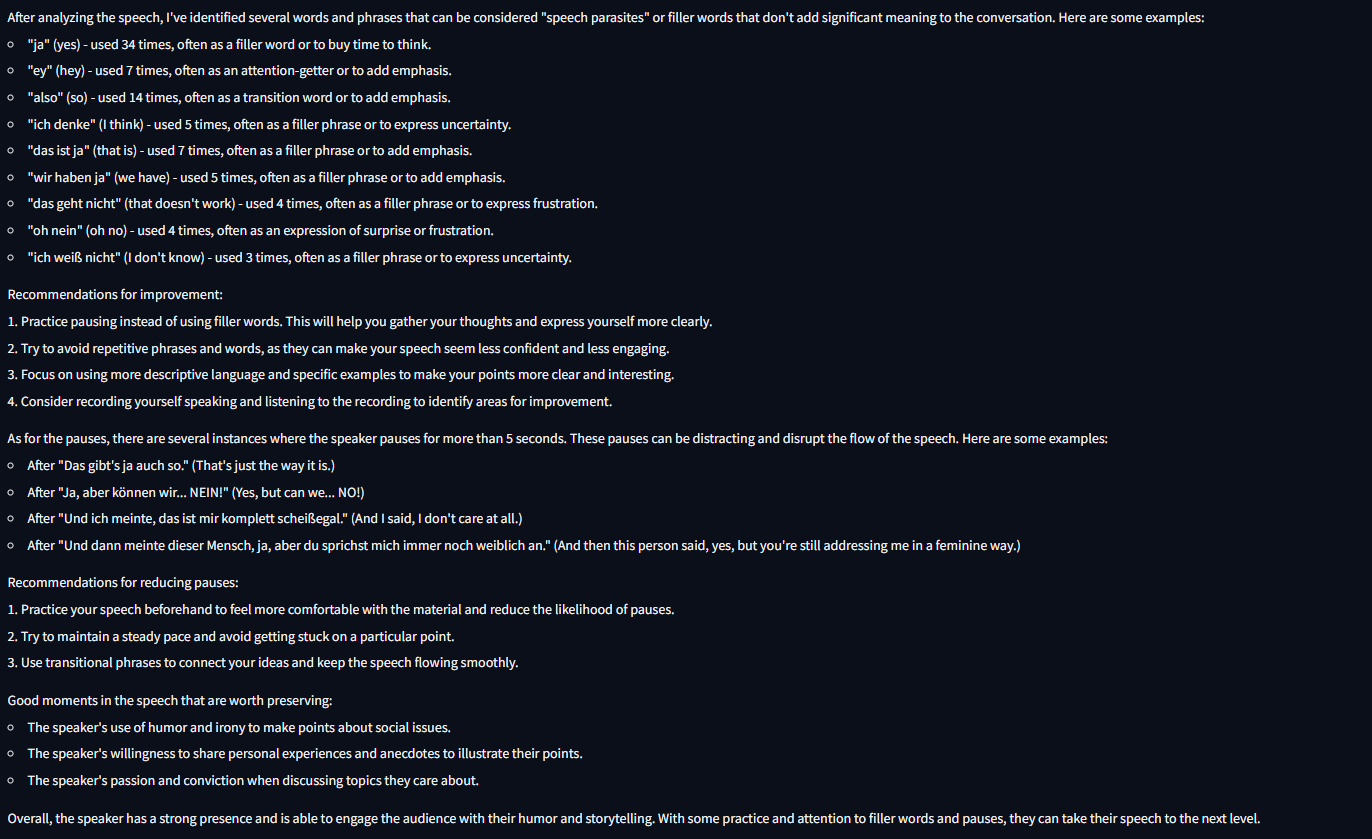 After analyzing the speech, I've identified several words and phrases that can be considered "speech parasites" or filler words that don't add significant meaning to the conversation. Here are some examples:
"ja" (yes) - used 34 times, often as a filler word or to buy time to think.
"ey" (hey) - used 7 times, often as an attention-getter or to add emphasis.
"also" (so) - used 14 times, often as a transition word or to add emphasis.
"ich denke" (I think) - used 5 times, often as a filler phrase or to express uncertainty.
"das ist ja" (that is) - used 7 times, often as a filler phrase or to add emphasis.
"wir haben ja" (we have) - used 5 times, often as a filler phrase or to add emphasis.
"das geht nicht" (that doesn't work) - used 4 times, often as a filler phrase or to express frustration.
"oh nein" (oh no) - used 4 times, often as an expression of surprise or frustration.
"ich weiß nicht" (I don't know) - used 3 times, often as a filler phrase or to express uncertainty.
Recommendations for improvement:
1. Practice pausing instead of using filler words. This will help you gather your thoughts and express yourself more clearly.
2. Try to avoid repetitive phrases and words, as they can make your speech seem less confident and less engaging.
3. Focus on using more descriptive language and specific examples to make your points more clear and interesting.
4. Consider recording yourself speaking and listening to the recording to identify areas for improvement.
As for the pauses, there are several instances where the speaker pauses for more than 5 seconds. These pauses can be distracting and disrupt the flow of the speech. Here are some examples:
After "Das gibt's ja auch so." (That's just the way it is.)
After "Ja, aber können wir... NEIN!" (Yes, but can we... NO!)
After "Und ich meinte, das ist mir komplett scheißegal." (And I said, I don't care at all.)
After "Und dann meinte dieser Mensch, ja, aber du sprichst mich immer noch weiblich an." (And then this person said, yes, but you're still addressing me in a feminine way.)
Recommendations for reducing pauses:
1. Practice your speech beforehand to feel more comfortable with the material and reduce the likelihood of pauses.
2. Try to maintain a steady pace and avoid getting stuck on a particular point.
3. Use transitional phrases to connect your ideas and keep the speech flowing smoothly.
Good moments in the speech that are worth preserving:
The speaker's use of humor and irony to make points about social issues.
The speaker's willingness to share personal experiences and anecdotes to illustrate their points.
The speaker's passion and conviction when discussing topics they care about.
Overall, the speaker has a strong presence and is able to engage the audience with their humor and storytelling. With some practice and attention to filler words and pauses, they can take their speech to the next level.